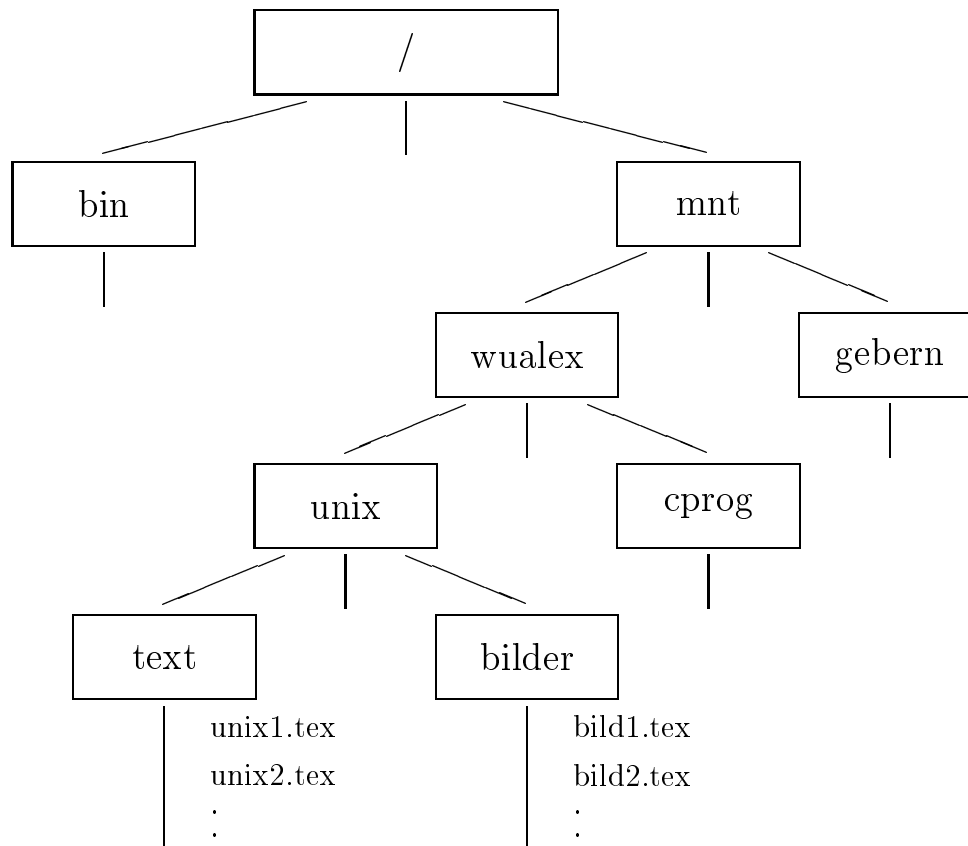 /
bin
mnt
wualex
gebern
unix
cprog
text
bilder
unix1.tex
bild1.tex
unix2.tex
bild2.tex
.
.
.
.